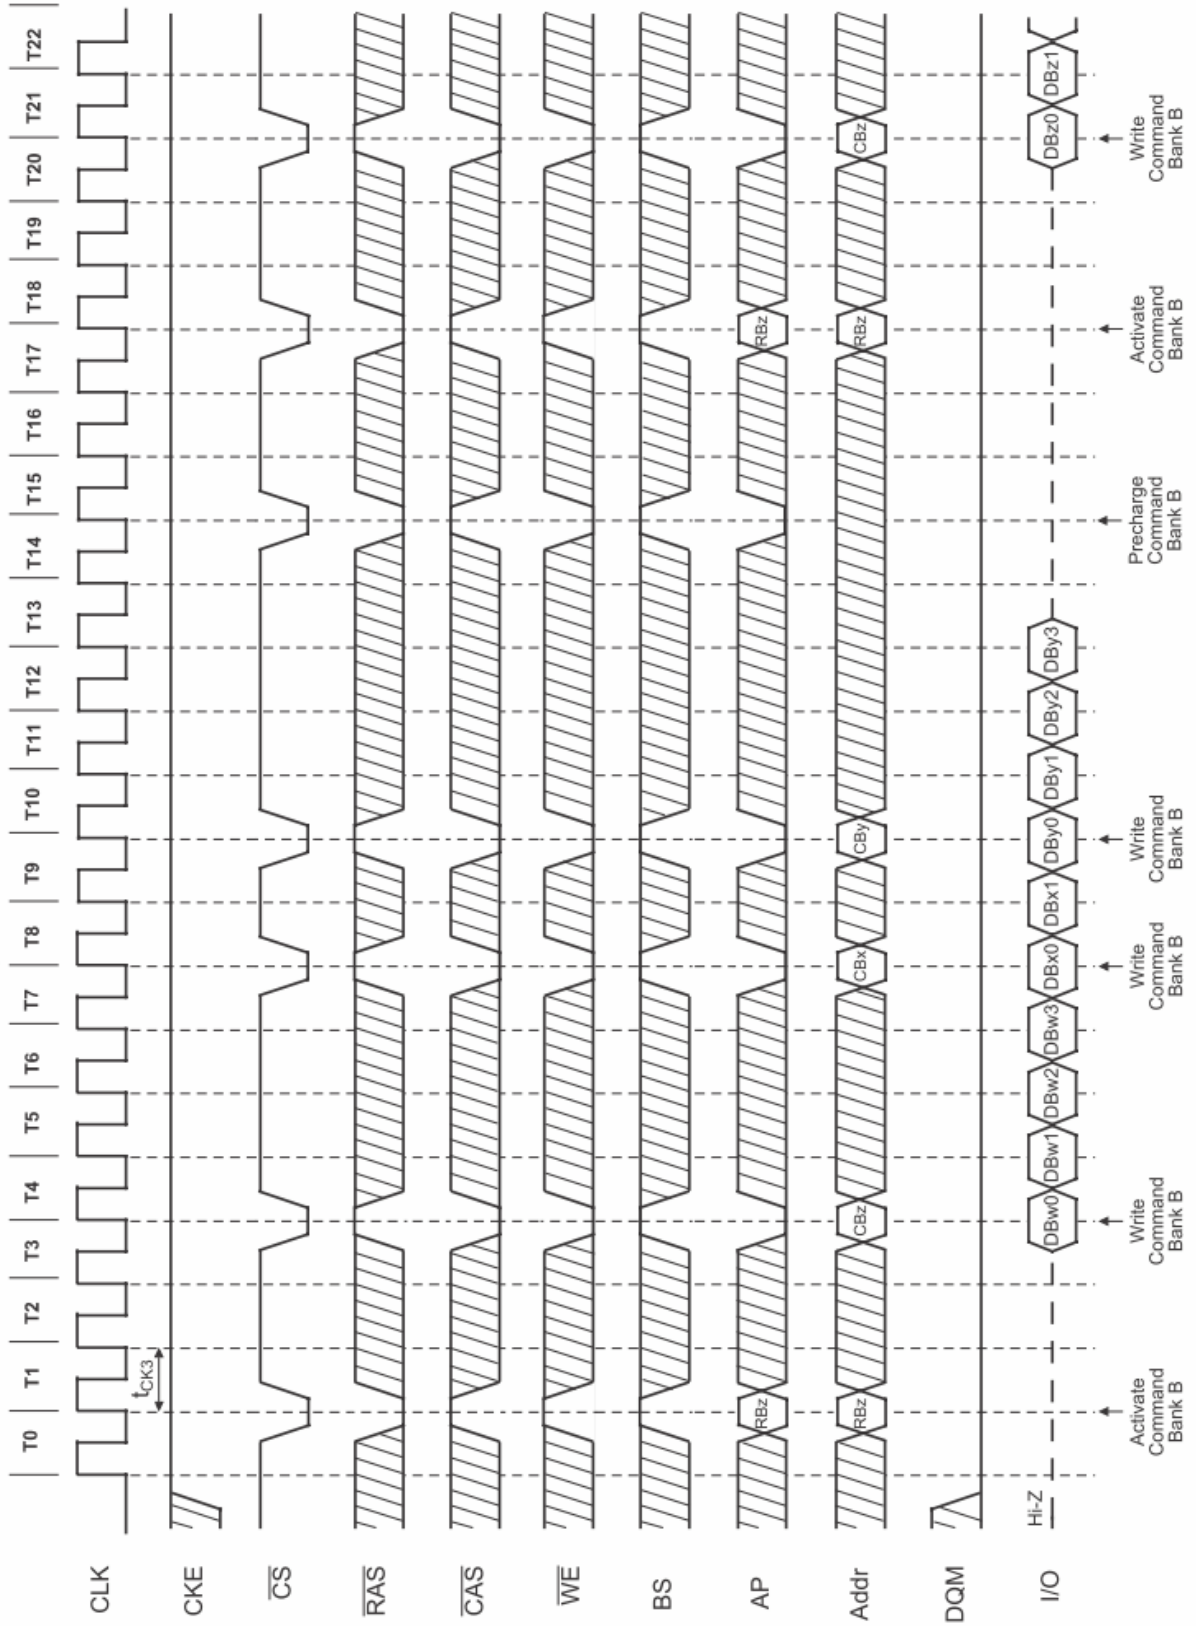 T0 T1 T2 T3 T4 T5 T6 T7 T8 T9 T10 T11 T12 T13 T14 T15 T16 T17 T18 T19 T20 T21 T22
CLK
tCK3
CKE
CS
RAS
CAS
WE
BS
AP
RBz RBz
Addr
RBz CBz CBx CBy RBz CBz
DQM
Hi-Z
I/O
DBw0 DBw1 DBw2 DBw3 DBx0 DBx1 DBy0 DBy1 DBy2 DBy3 DBz0 DBz1
Activate
Command
Bank B
Write
Command
Bank B
Write
Command
Bank B
Write
Command
Bank B
Precharge
Command
Bank B
Activate
Command
Bank B
Write
Command
Bank B